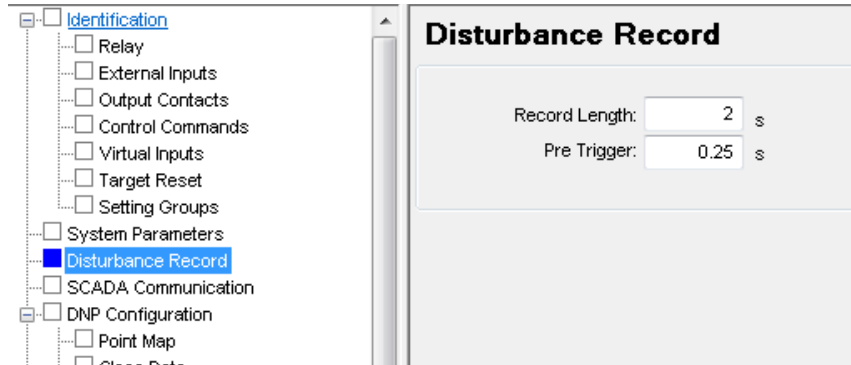 Identification
Relay
External Inputs
Output Contacts
Control Commands
Virtual Inputs
Target Reset
Setting Groups
System Parameters
Disturbance Record
SCADA Communication
DNP Configuration
Point Map
Disturbance Record
Record Length: 2 s
Pre Trigger: 0.25 s